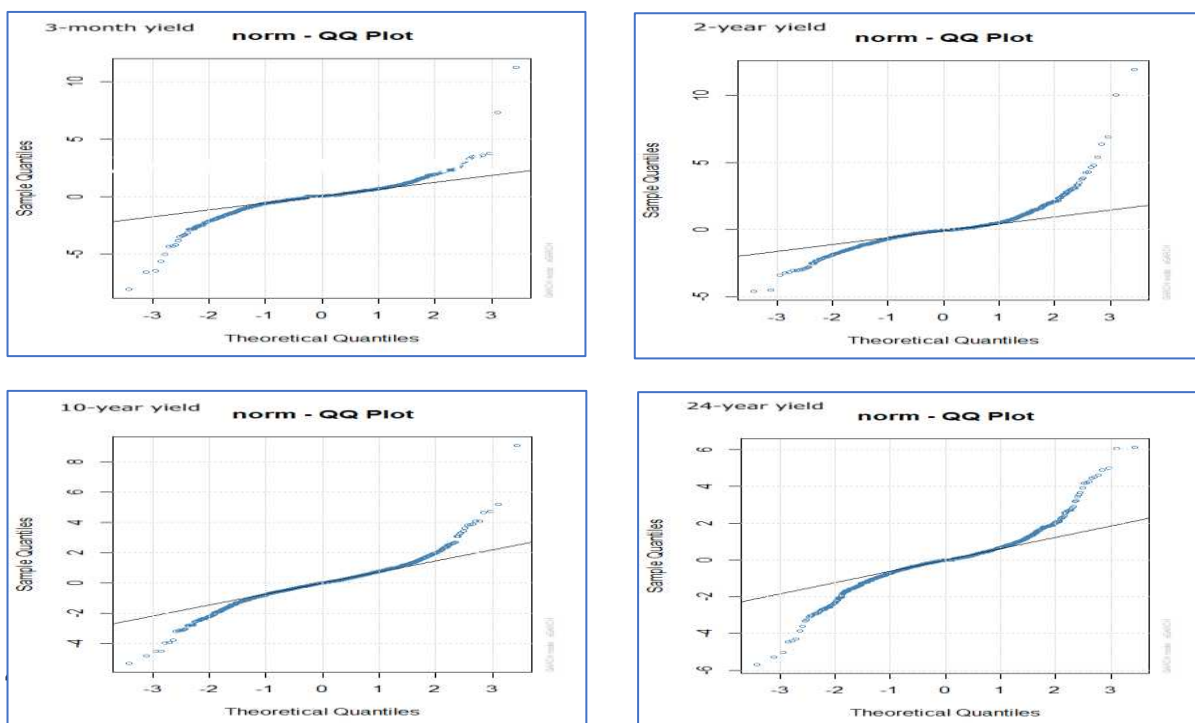 3-month yield
norm - QQ Plot
Sample Quantiles
10
5
0
-5
-3 -2 -1 0 1 2 3
Theoretical Quantiles
2-year yield
norm - QQ Plot
Sample Quantiles
10
5
0
-5
-3 -2 -1 0 1 2 3
Theoretical Quantiles
10-year yield
norm - QQ Plot
Sample Quantiles
8
6
4
2
0
-2
-4
-3 -2 -1 0 1 2 3
Theoretical Quantiles
24-year yield
norm - QQ Plot
Sample Quantiles
6
4
2
0
-2
-4
-6
-3 -2 -1 0 1 2 3
Theoretical Quantiles